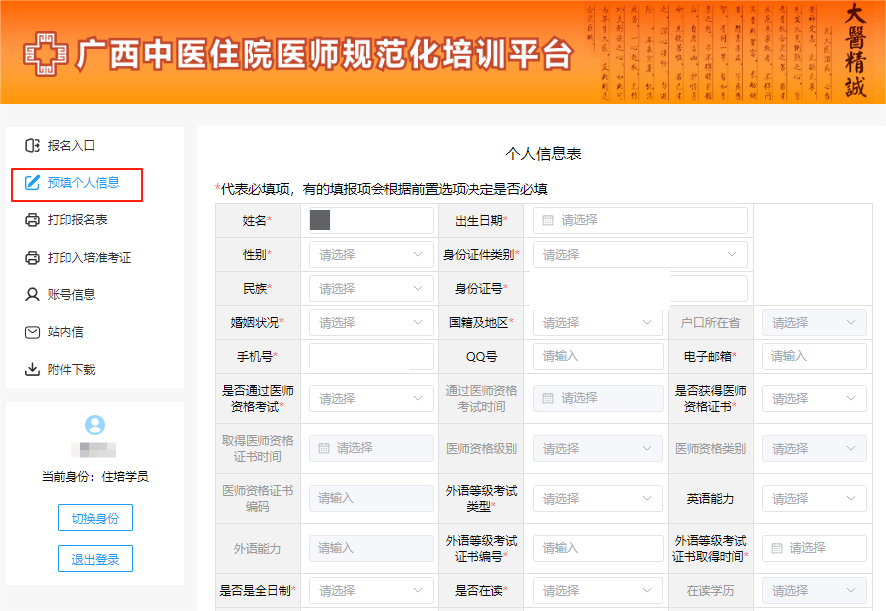 广西中医住院医师规范化培训平台
大醫精誠
报名入口
预填个人信息
打印报名表
打印入培准考证
账号信息
站内信
附件下载
当前身份：住培学员
切换身份
退出登录
个人信息表
*代表必填项，有的填报项会根据前置选项决定是否必填
姓名* 出生日期* 请选择
性别* 请选择 身份证件类别* 请选择
民族* 请选择 身份证号*
婚姻状况* 请选择 国籍及地区* 请选择 户口所在省 请选择
手机号* QQ号 请输入 电子邮箱* 请输入
是否通过医师
资格考试* 请选择 通过医师资格
考试时间 请选择 是否获得医师
资格证书* 请选择
取得医师资格
证书时间 请选择 医师资格级别 请选择 医师资格类别 请选择
医师资格证书
编码 请输入 外语等级考试
类型* 请选择 英语能力 请选择
外语能力 请输入 外语等级考试
证书编号* 请输入 外语等级考试
证书取得时间* 请选择
是否是全日制* 请选择 是否在读* 请选择 在读学历 请选择